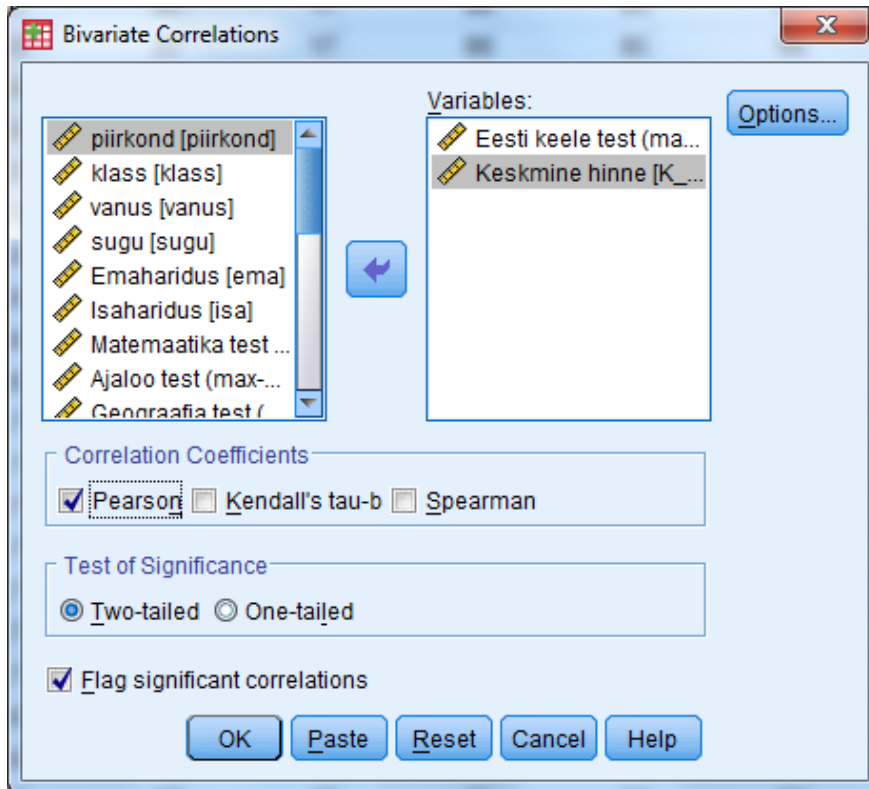 Bivariate Correlations
piirkond [piirkond]
klass [klass]
vanus [vanus]
sugu [sugu]
Emaharidus [ema]
Isaharidus [isa]
Matemaatika test ...
Ajaloo test (max-...
Geograafia test (
Variables:
Eesti keele test (ma...
Keskmine hinne [K_...
Options...
Correlation Coefficients
Pearson Kendall's tau-b Spearman
Test of Significance
Two-tailed One-tailed
Flag significant correlations
OK Paste Reset Cancel Help